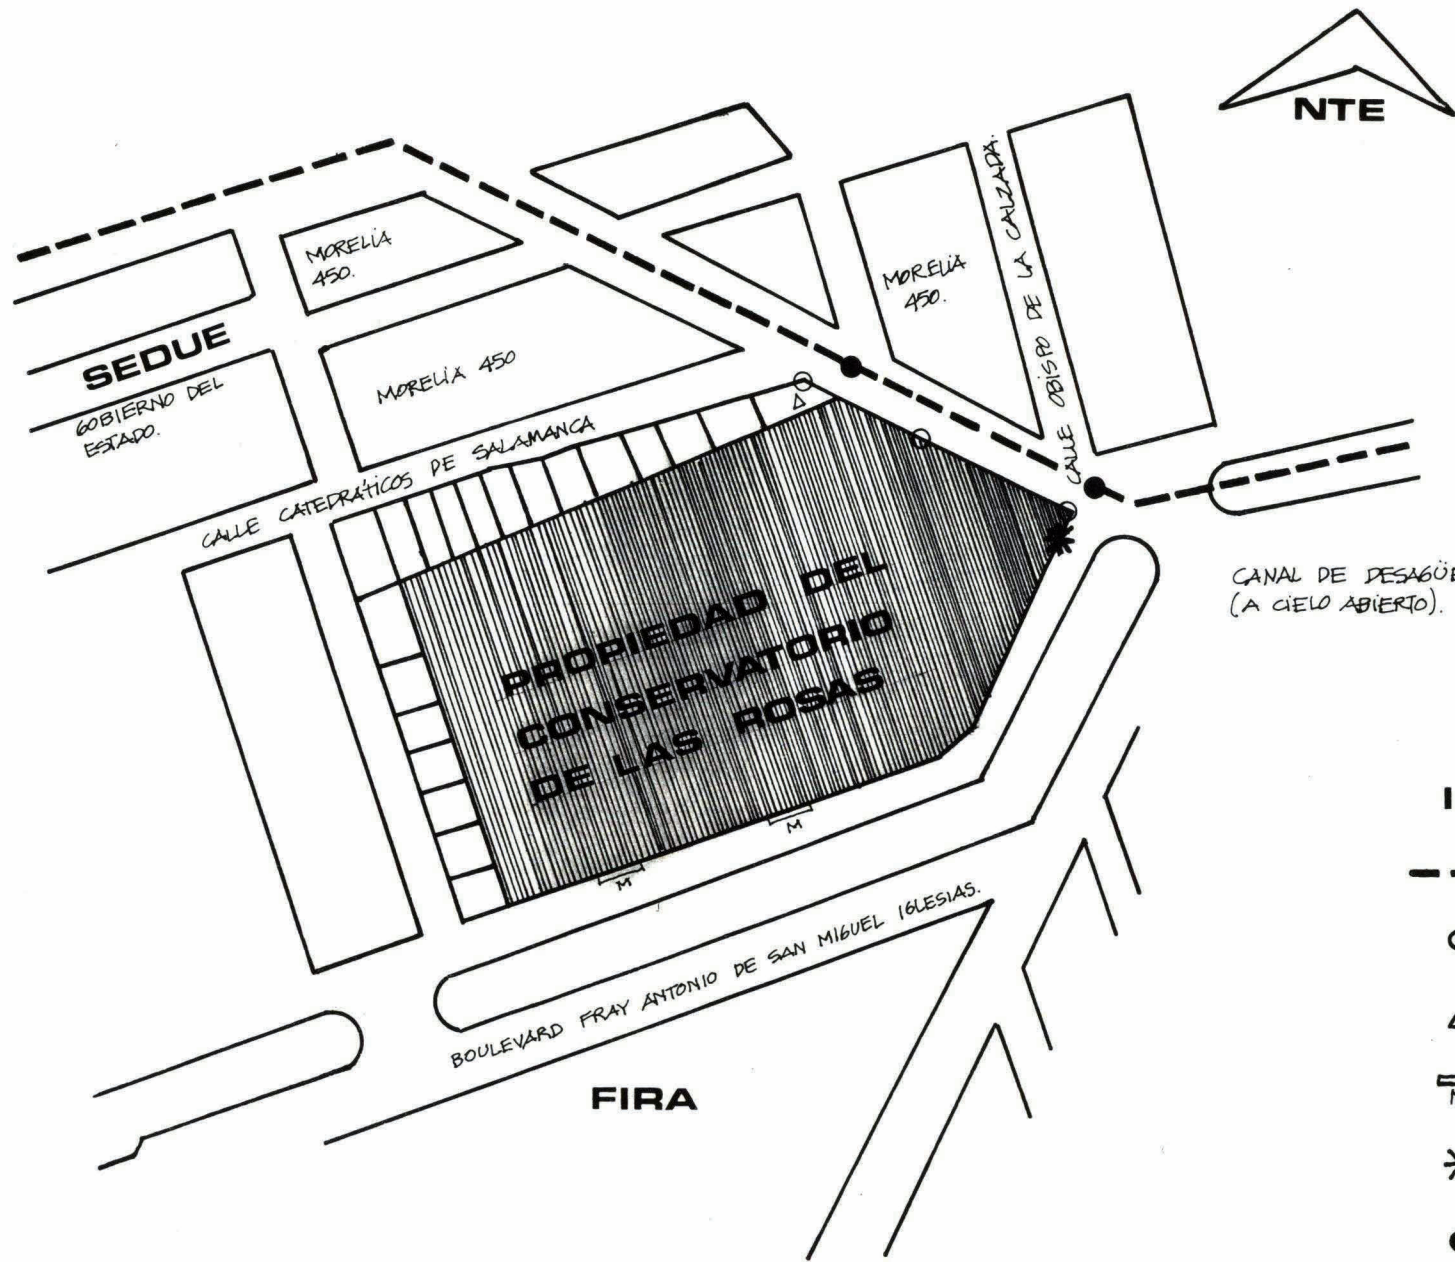 NTE
MORELIA
450.
MORELIA
450.
CALLE OBISPO DE LA CALZADA.
SEDUE
GOBIERNO DEL
ESTADO.
MORELIA 450
CALLE CATEDRÁTICOS DE SALAMANCA
CANAL DE DESAGÜE
(A CIELO ABIERTO).
PROPIEDAD DEL
CONSERVATORIO
DE LAS ROSAS
M
M
BOULEVARD FRAY ANTONIO DE SAN MIGUEL IGLESIAS.
FIRA